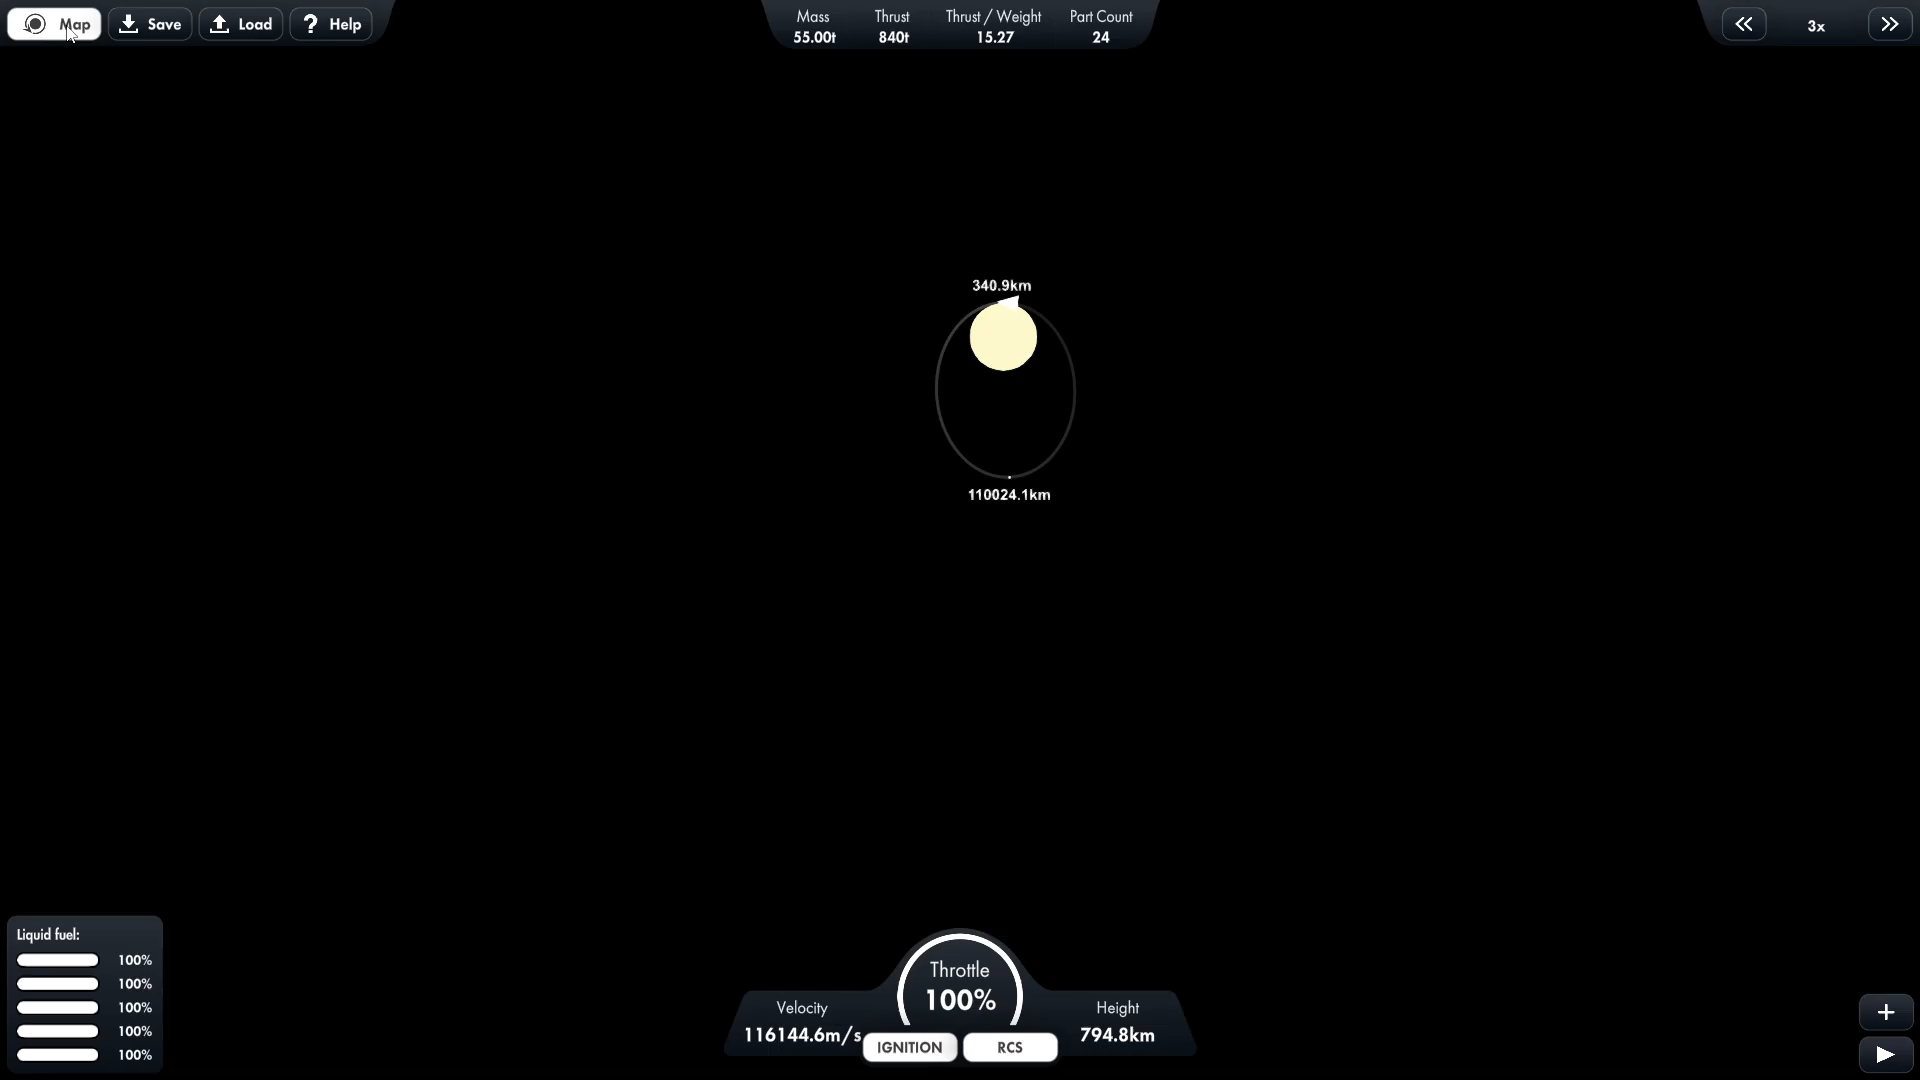 Map
Save
Load
Help
Mass
55.00t
Thrust
840t
Thrust / Weight
15.27
Part Count
24
3x
340.9km
110024.1km
Liquid fuel:
100%
100%
100%
100%
100%
Throttle
100%
Velocity
116144.6m/s
Height
794.8km
IGNITION
RCS